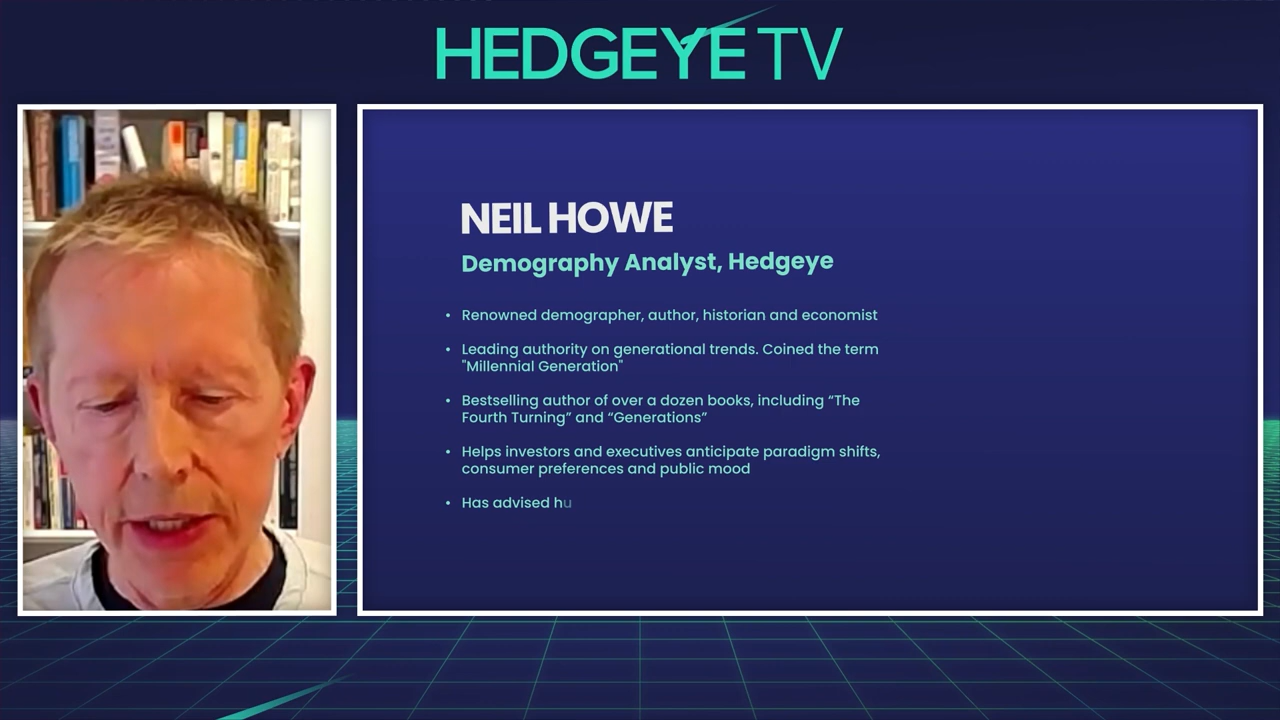 HEDGEYE TV
NEIL HOWE
Demography Analyst, Hedgeye
• Renowned demographer, author, historian and economist
• Leading authority on generational trends. Coined the term
"Millennial Generation"
• Bestselling author of over a dozen books, including “The
Fourth Turning” and “Generations”
• Helps investors and executives anticipate paradigm shifts,
consumer preferences and public mood
• Has advised hu